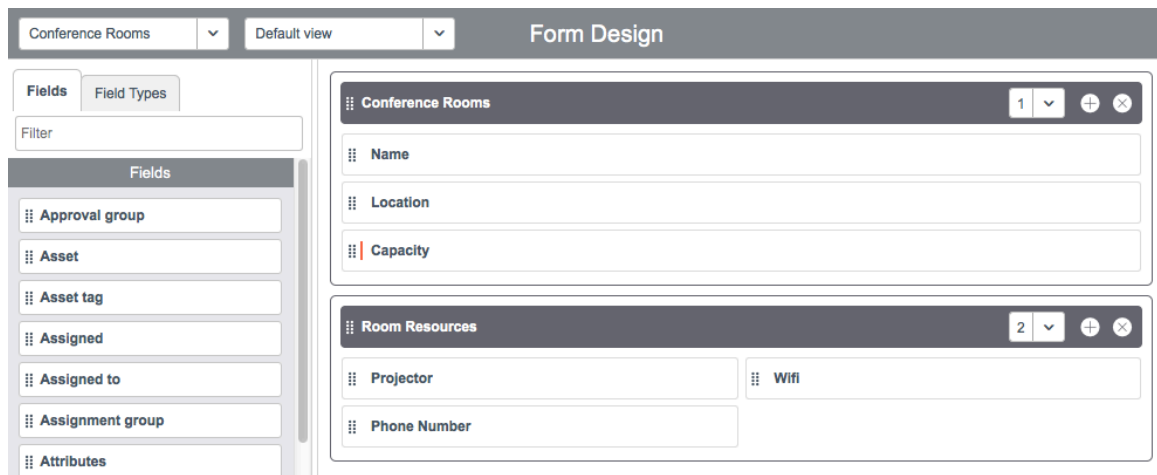 Conference Rooms
Default view
Form Design
Fields
Field Types
Filter
Fields
Approval group
Asset
Asset tag
Assigned
Assigned to
Assignment group
Attributes
Conference Rooms
1
Name
Location
Capacity
Room Resources
2
Projector
Wifi
Phone Number